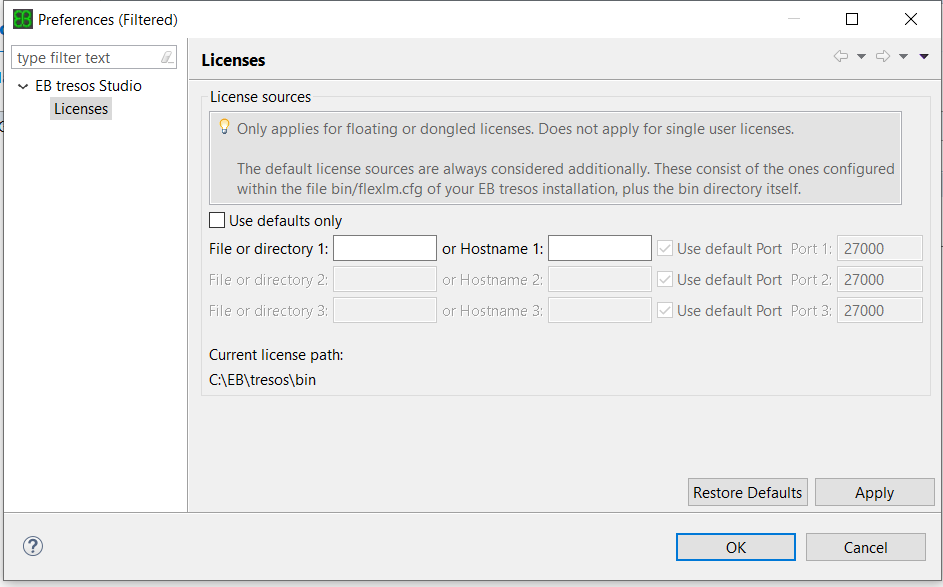 Preferences (Filtered)
type filter text
EB tresos Studio
Licenses
Licenses
License sources
Only applies for floating or dongled licenses. Does not apply for single user licenses.
The default license sources are always considered additionally. These consist of the ones configured
within the file bin/flexlm.cfg of your EB tresos installation, plus the bin directory itself.
Use defaults only
File or directory 1: or Hostname 1: Use default Port Port 1: 27000
File or directory 2: or Hostname 2: Use default Port Port 2: 27000
File or directory 3: or Hostname 3: Use default Port Port 3: 27000
Current license path:
C:\EB\tresos\bin
Restore Defaults Apply
? OK Cancel